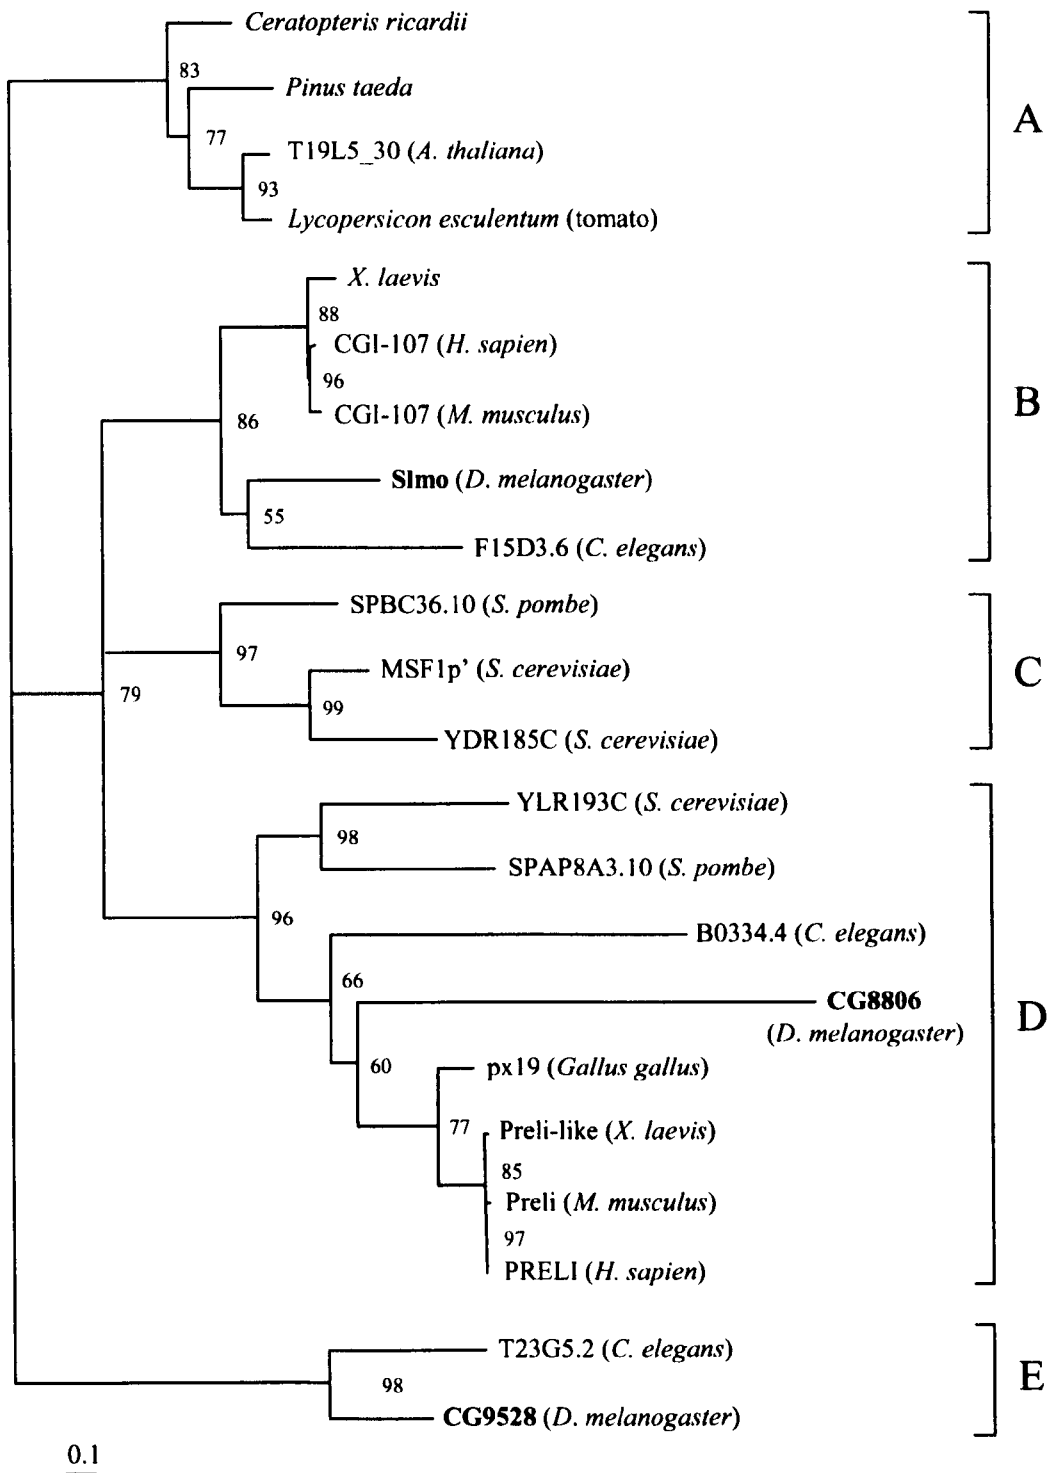 Ceratopteris ricardii
83
Pinus taeda
A
77
T19L5_30 (A. thaliana)
93
Lycopersicon esculentum (tomato)
X. laevis
88
CGI-107 (H. sapien)
96
B
CGI-107 (M. musculus)
86
Slmo (D. melanogaster)
55
F15D3.6 (C. elegans)
SPBC36.10 (S. pombe)
97
MSF1p’ (S. cerevisiae)
C
79
99
YDR185C (S. cerevisiae)
YLR193C (S. cerevisiae)
98
SPAP8A3.10 (S. pombe)
96
B0334.4 (C. elegans)
66
CG8806
D
(D. melanogaster)
60
px19 (Gallus gallus)
77
Preli-like (X. laevis)
85
Preli (M. musculus)
97
PRELI (H. sapien)
T23G5.2 (C. elegans)
98
E
CG9528 (D. melanogaster)
0.1